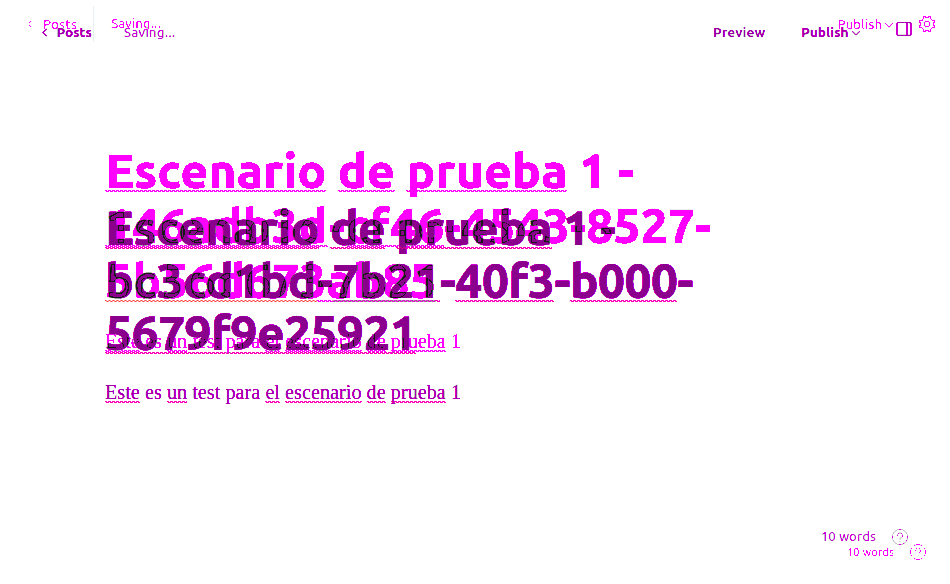 Posts Saving...
Publish
Posts Saving... Preview Publish
Escenario de prueba 1 -
Escenario de prueba 1 -
bc3cd1bd-7b21-40f3-b000-
5679f9e25921
Este es un test para el escenario de prueba 1
Este es un test para el escenario de prueba 1
10 words
10 words